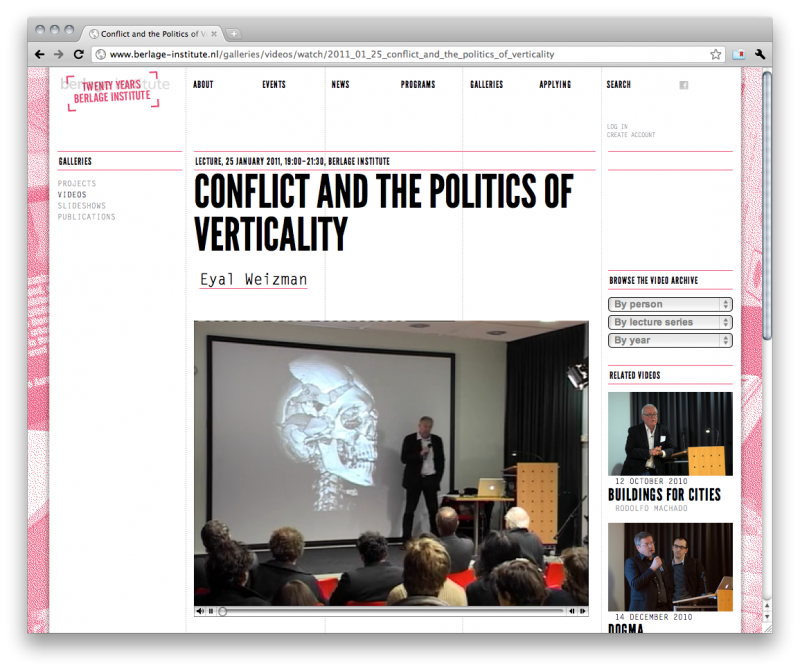 Conflict and the Politics of V
www.berlage-institute.nl/galleries/videos/watch/2011_01_25_conflict_and_the_politics_of_verticality
TWENTY YEARS
BERLAGE INSTITUTE
ABOUT
EVENTS
NEWS
PROGRAMS
GALLERIES
APPLYING
SEARCH
LOG IN
CREATE ACCOUNT
GALLERIES
PROJECTS
VIDEOS
SLIDESHOWS
PUBLICATIONS
LECTURE, 25 JANUARY 2011, 19:00–21:30, BERLAGE INSTITUTE
CONFLICT AND THE POLITICS OF
VERTICALITY
Eyal Weizman
BROWSE THE VIDEO ARCHIVE
By person
By lecture series
By year
RELATED VIDEOS
12 OCTOBER 2010
BUILDINGS FOR CITIES
RODOLFO MACHADO
14 DECEMBER 2010
DOGMA